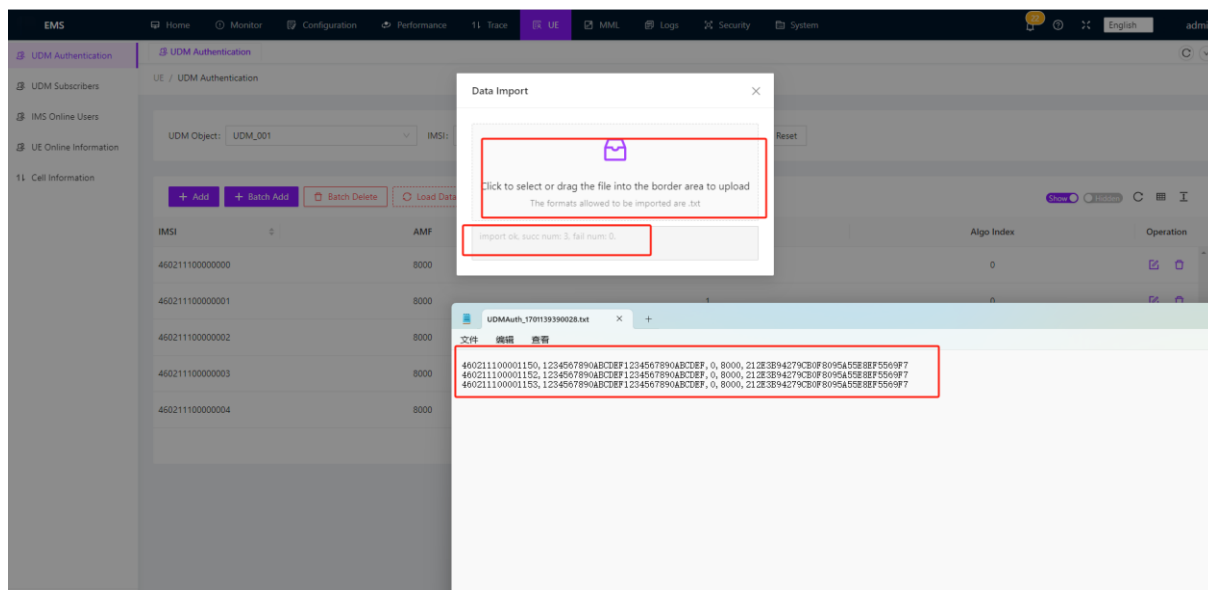 EMS Home Monitor Configuration Performance Trace UE MML Logs Security System 22 English
UDM Authentication
UDM Subscribers
IMS Online Users
UE Online Information
Cell Information
UDM Authentication
UE / UDM Authentication
UDM Object: UDM_001 IMSI: Reset
+ Add + Batch Add Batch Delete Load Data Show Hidden
IMSI AMF Algo Index Operation
460211100000000 8000 0
460211100000001 8000 1 0
460211100000002 8000
460211100000003 8000
460211100000004 8000
Data Import
Click to select or drag the file into the border area to upload
The formats allowed to be imported are .txt
import ok, succ num: 3, fail num: 0.
UDMAuth_1701139390028.txt × +
文件 编辑 查看
460211100001150,1234567890ABCDEF1234567890ABCDEF,0,8000,212E3B94279CB0F8095A55E8EF5569F7
460211100001152,1234567890ABCDEF1234567890ABCDEF,0,8000,212E3B94279CB0F8095A55E8EF5569F7
460211100001153,1234567890ABCDEF1234567890ABCDEF,0,8000,212E3B94279CB0F8095A55E8EF5569F7